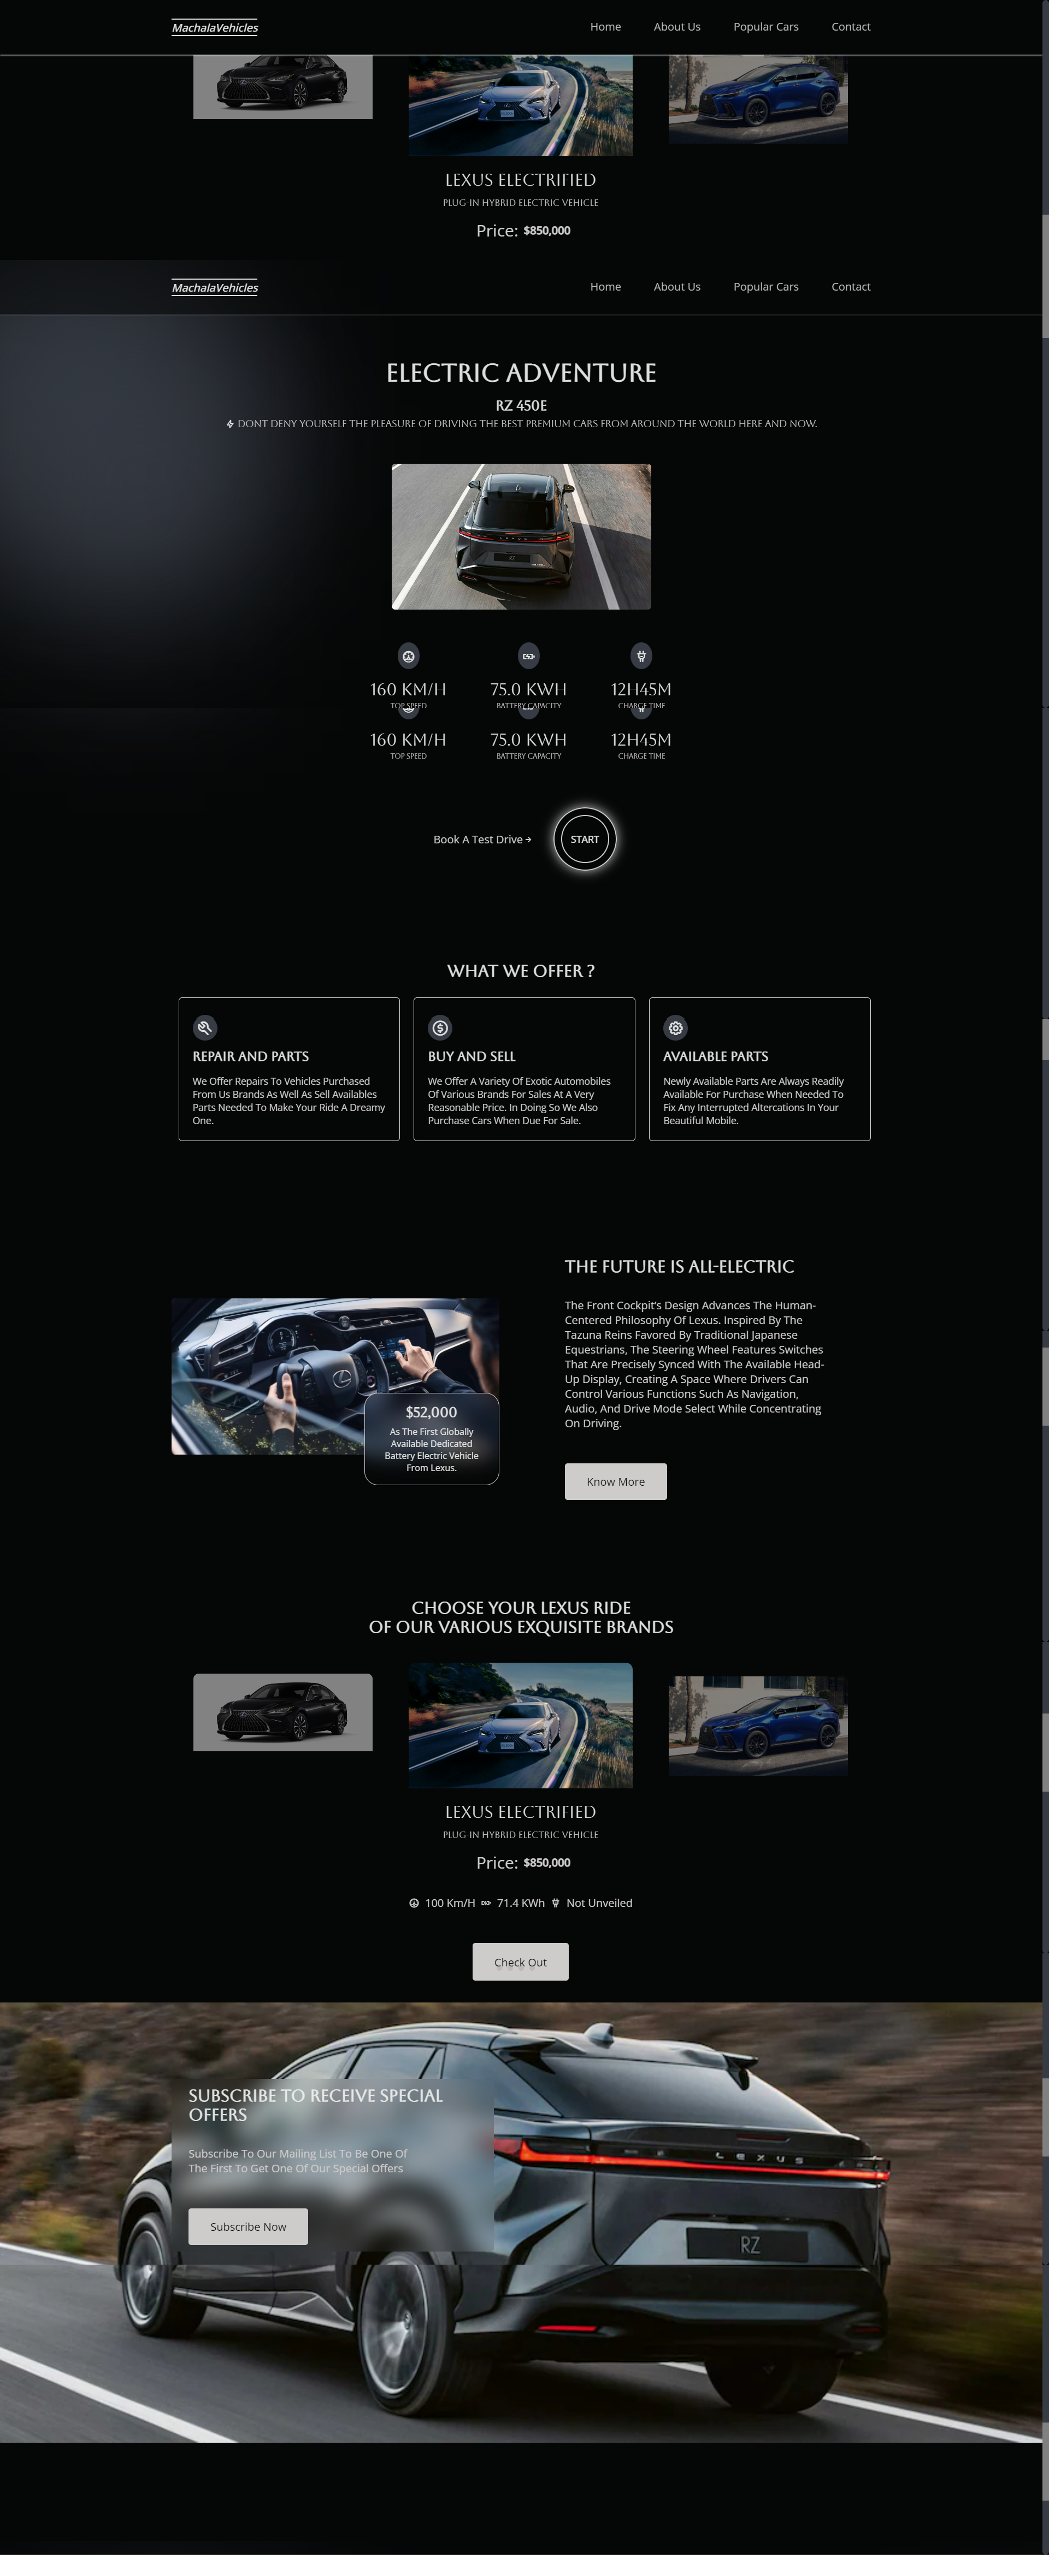 MachalaVehicles
Home About Us Popular Cars Contact
LEXUS ELECTRIFIED
PLUG-IN HYBRID ELECTRIC VEHICLE
Price: $850,000
MachalaVehicles
Home About Us Popular Cars Contact
ELECTRIC ADVENTURE
RZ 450E
DONT DENY YOURSELF THE PLEASURE OF DRIVING THE BEST PREMIUM CARS FROM AROUND THE WORLD HERE AND NOW.
RZ
160 KM/H 75.0 KWH 12H45M
TOP SPEED BATTERY CAPACITY CHARGE TIME
160 KM/H 75.0 KWH 12H45M
TOP SPEED BATTERY CAPACITY CHARGE TIME
Book A Test Drive →
START
WHAT WE OFFER ?
REPAIR AND PARTS
We Offer Repairs To Vehicles Purchased
From Us Brands As Well As Sell Availables
Parts Needed To Make Your Ride A Dreamy
One.
BUY AND SELL
We Offer A Variety Of Exotic Automobiles
Of Various Brands For Sales At A Very
Reasonable Price. In Doing So We Also
Purchase Cars When Due For Sale.
AVAILABLE PARTS
Newly Available Parts Are Always Readily
Available For Purchase When Needed To
Fix Any Interrupted Altercations In Your
Beautiful Mobile.
$52,000
As The First Globally
Available Dedicated
Battery Electric Vehicle
From Lexus.
THE FUTURE IS ALL-ELECTRIC
The Front Cockpit's Design Advances The Human-
Centered Philosophy Of Lexus. Inspired By The
Tazuna Reins Favored By Traditional Japanese
Equestrians, The Steering Wheel Features Switches
That Are Precisely Synced With The Available Head-
Up Display, Creating A Space Where Drivers Can
Control Various Functions Such As Navigation,
Audio, And Drive Mode Select While Concentrating
On Driving.
Know More
CHOOSE YOUR LEXUS RIDE
OF OUR VARIOUS EXQUISITE BRANDS
LEXUS ELECTRIFIED
PLUG-IN HYBRID ELECTRIC VEHICLE
Price: $850,000
100 Km/H 71.4 KWh Not Unveiled
Check Out
SUBSCRIBE TO RECEIVE SPECIAL
OFFERS
Subscribe To Our Mailing List To Be One Of
The First To Get One Of Our Special Offers
Subscribe Now
LEXUS
RZ